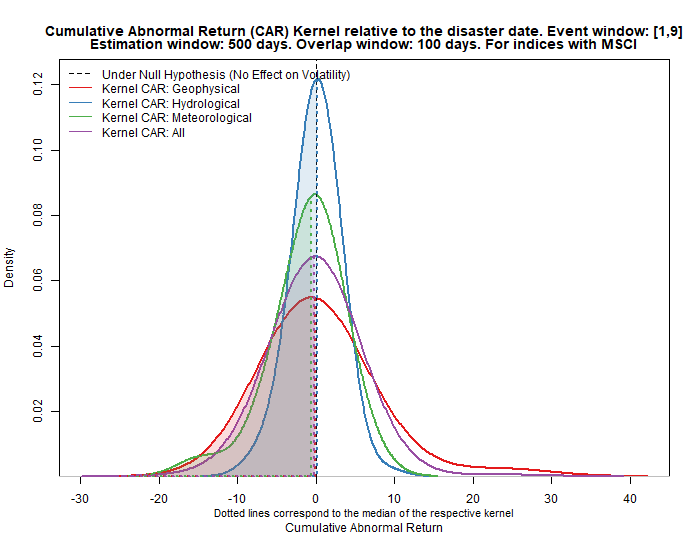 Cumulative Abnormal Return (CAR) Kernel relative to the disaster date. Event window: [1,9]
Estimation window: 500 days. Overlap window: 100 days. For indices with MSCI
Under Null Hypothesis (No Effect on Volatility)
Kernel CAR: Geophysical
Kernel CAR: Hydrological
Kernel CAR: Meteorological
Kernel CAR: All
0.12
0.10
0.08
0.06
0.04
0.02
Density
-30 -20 -10 0 10 20 30 40
Dotted lines correspond to the median of the respective kernel
Cumulative Abnormal Return